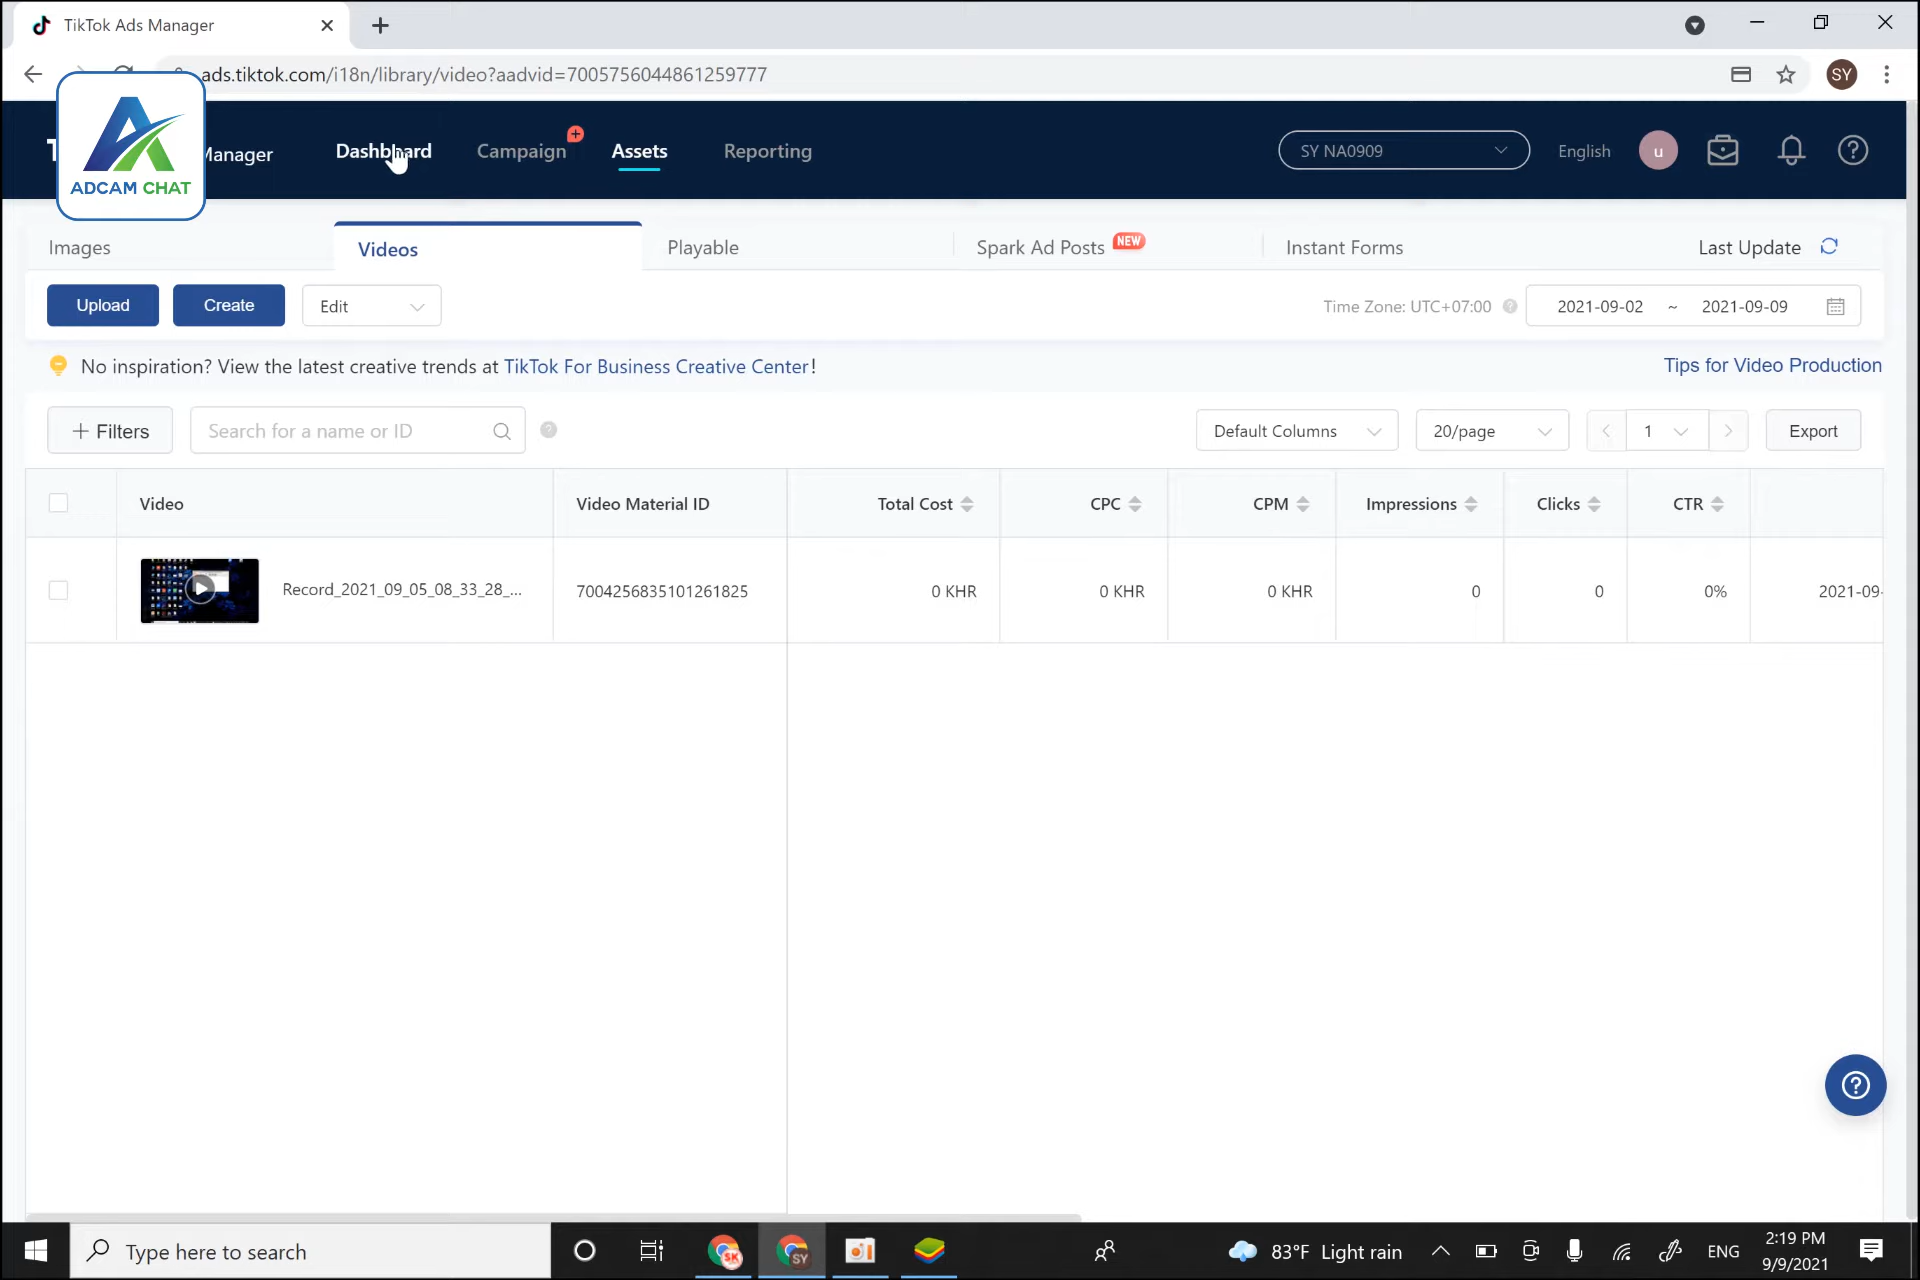 TikTok Ads Manager
ads.tiktok.com/i18n/library/video?aadvid=7005756044861259777
SY
ADCAM CHAT
Manager
Dashboard
Campaign
Assets
Reporting
SY NA0909
English
u
Images
Videos
Playable
Spark Ad Posts NEW
Instant Forms
Last Update
Upload
Create
Edit
Time Zone: UTC+07:00
2021-09-02 ~ 2021-09-09
No inspiration? View the latest creative trends at TikTok For Business Creative Center!
Tips for Video Production
+ Filters
Search for a name or ID
Default Columns
20/page
1
Export
Video
Video Material ID
Total Cost
CPC
CPM
Impressions
Clicks
CTR
Record_2021_09_05_08_33_28_...
7004256835101261825
0 KHR
0 KHR
0 KHR
0
0
0%
2021-09-
Type here to search
SK
SY
83°F Light rain
ENG
2:19 PM
9/9/2021